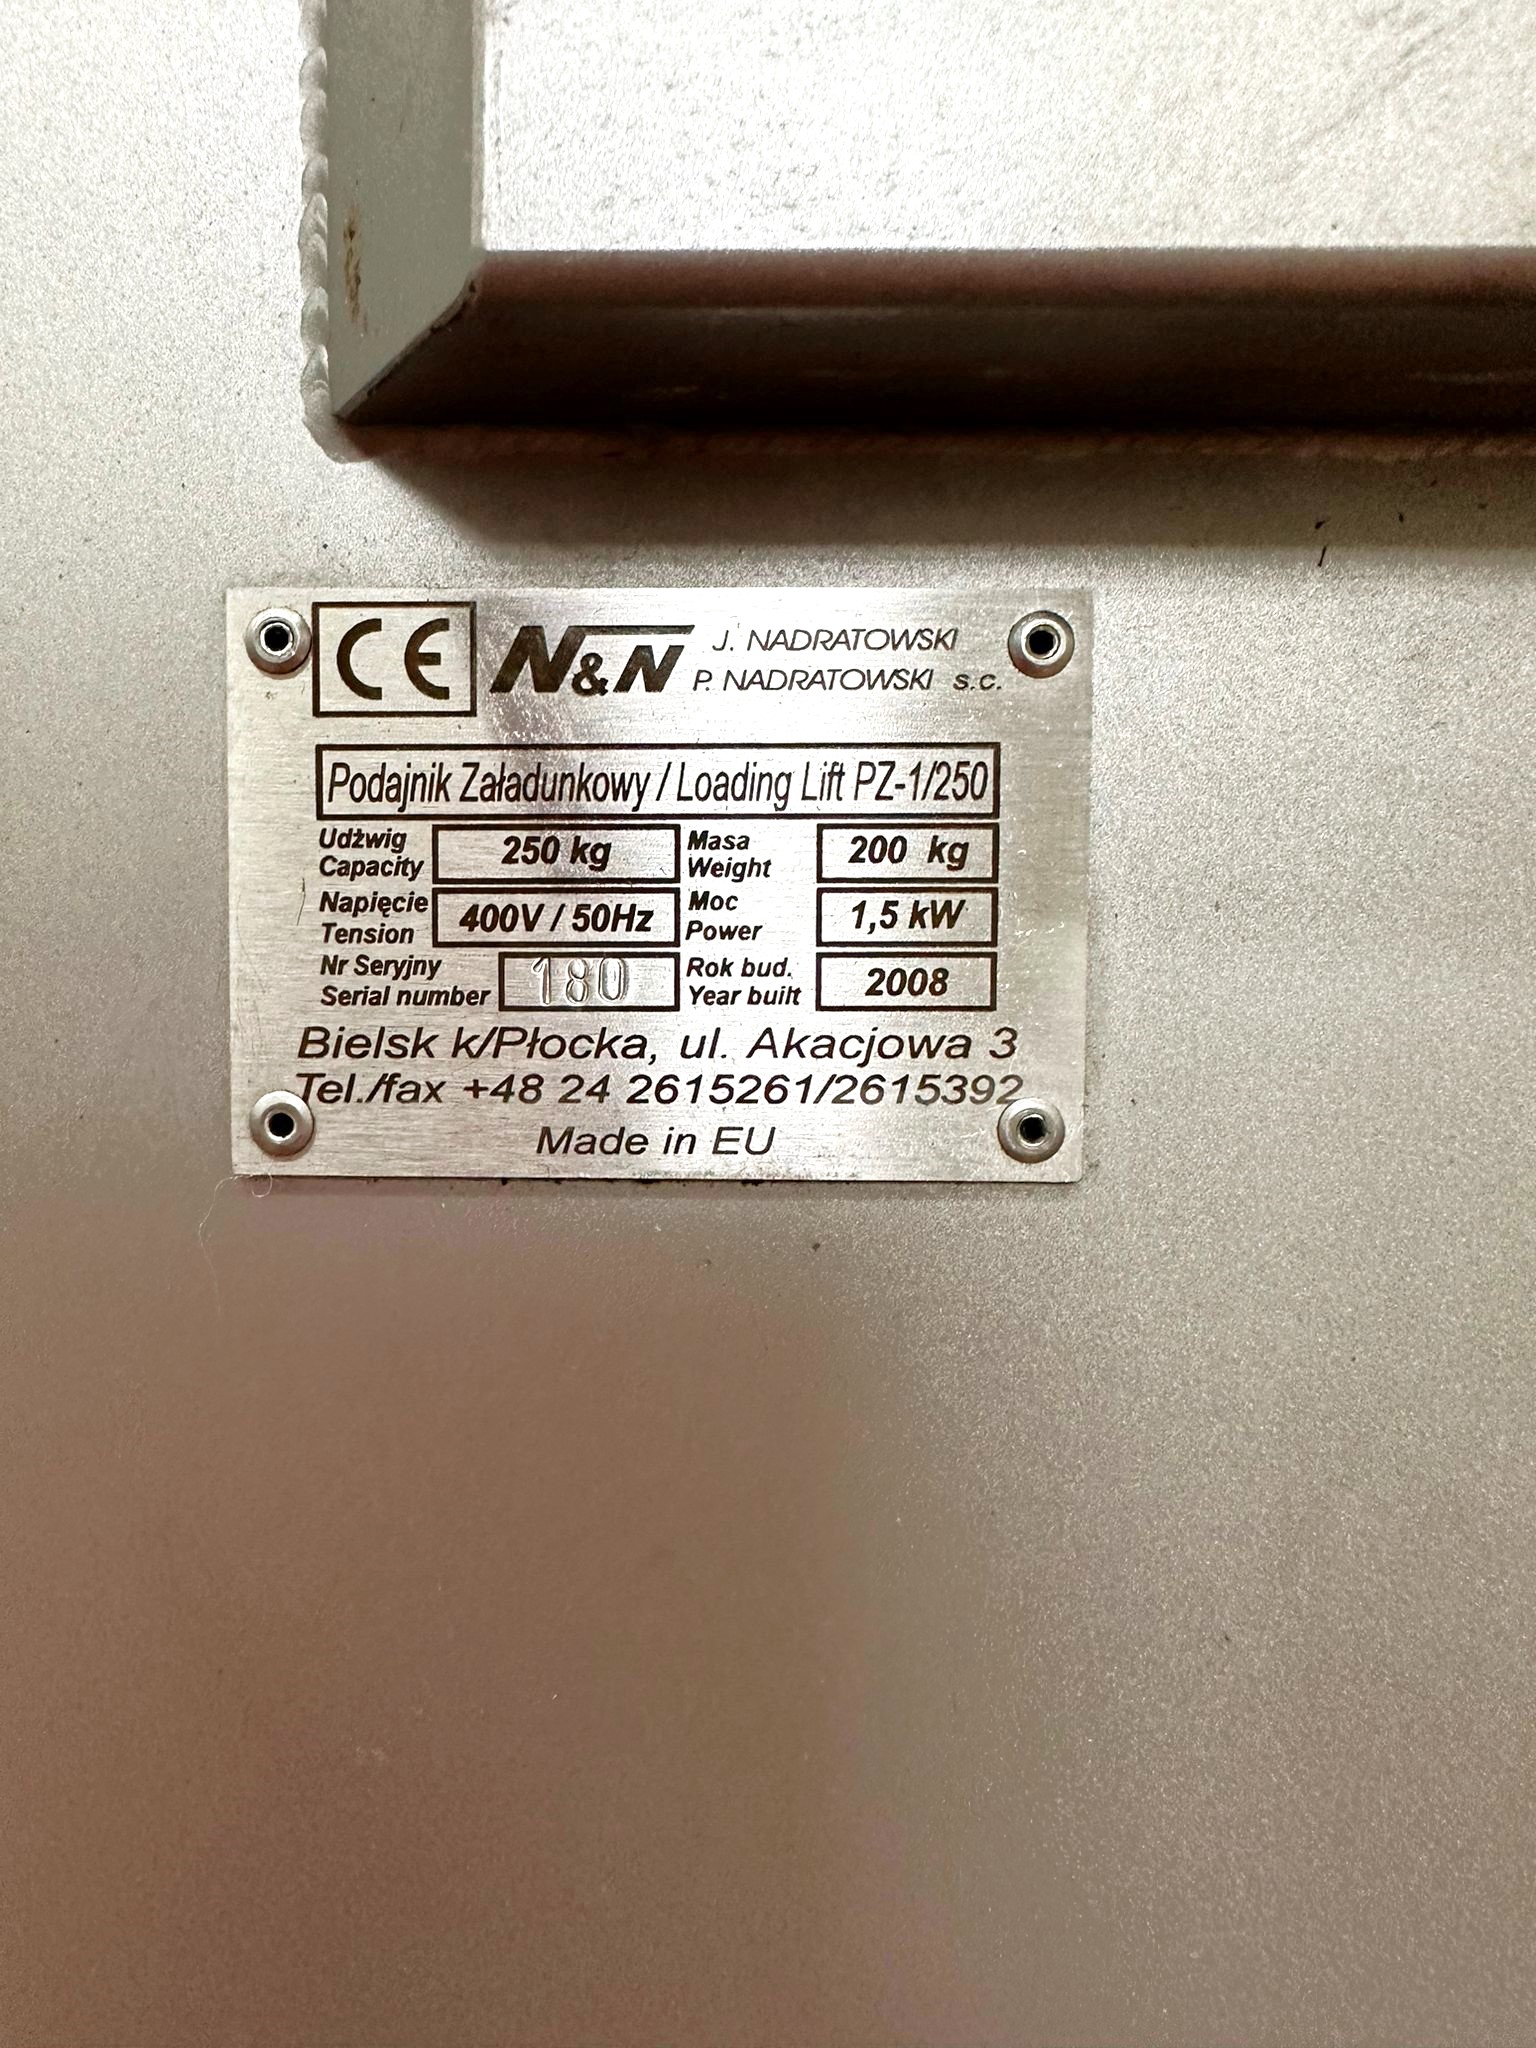 CE N&N J. NADRATOWSKI
P. NADRATOWSKI s.c.
Podajnik Załadunkowy / Loading Lift PZ-1/250
Udżwig
Capacity
250 kg
Masa
Weight
200 kg
Napięcie
Tension
400V / 50Hz
Moc
Power
1,5 kW
Nr Seryjny
Serial number
180
Rok bud.
Year built
2008
Bielsk k/Płocka, ul. Akacjowa 3
Tel./fax +48 24 2615261/2615392
Made in EU